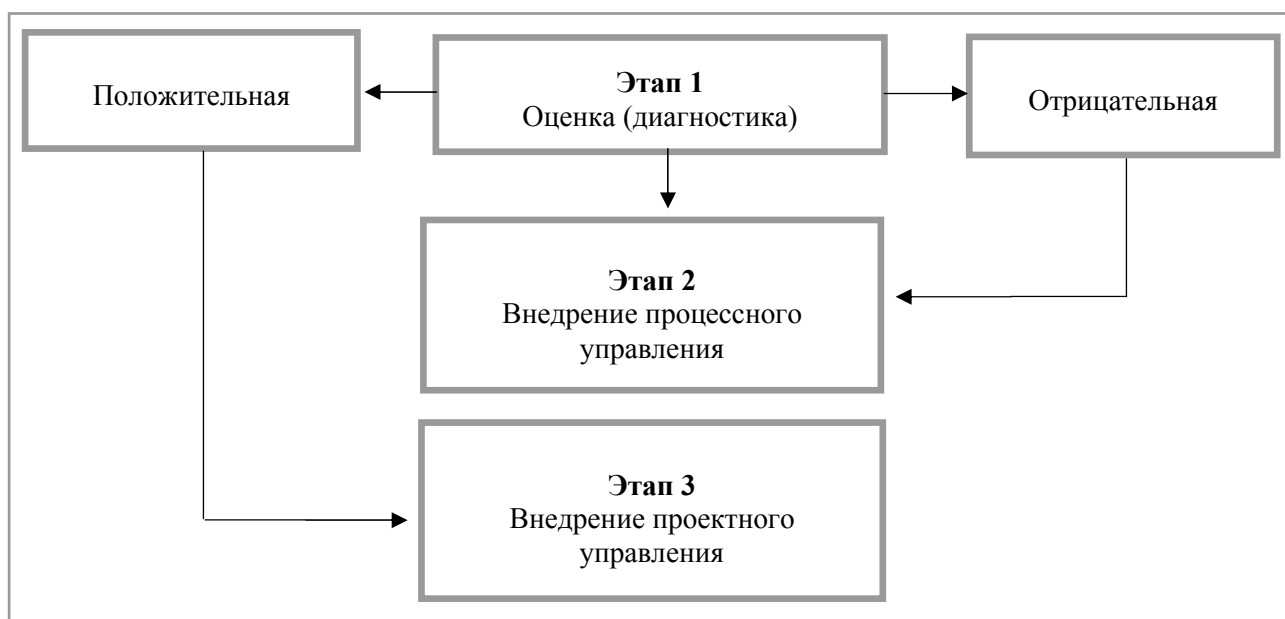 Положительная
Этап 1
Оценка (диагностика)
Отрицательная
Этап 2
Внедрение процессного
управления
Этап 3
Внедрение проектного
управления